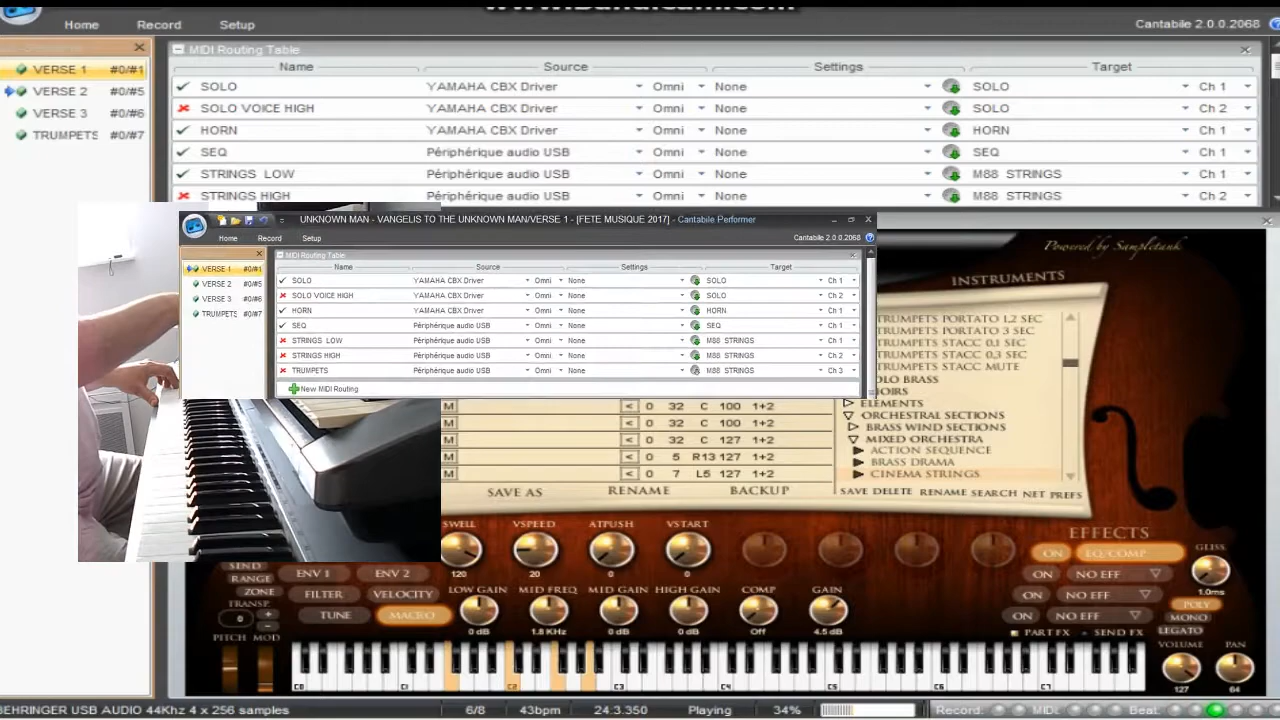 www.Bandicam.com
Home Record Setup Cantabile 2.0.0.2068
VERSE 1 #0/#1
VERSE 2 #0/#5
VERSE 3 #0/#6
TRUMPETS #0/#7
MIDI Routing Table
Name Source Settings Target
SOLO YAMAHA CBX Driver Omni None SOLO Ch 1
SOLO VOICE HIGH YAMAHA CBX Driver Omni None SOLO Ch 2
HORN YAMAHA CBX Driver Omni None HORN Ch 1
SEQ Périphérique audio USB Omni None SEQ Ch 1
STRINGS LOW Périphérique audio USB Omni None M88 STRINGS Ch 1
STRINGS HIGH Périphérique audio USB Omni None M88 STRINGS Ch 2
UNKNOWN MAN - VANGELIS TO THE UNKNOWN MAN/VERSE 1 - [FETE MUSIQUE 2017] - Cantabile Performer
Home Record Setup Cantabile 2.0.0.2068
VERSE 1 #0/#1
VERSE 2 #0/#5
VERSE 3 #0/#6
TRUMPETS #0/#7
MIDI Routing Table
Name Source Settings Target
SOLO YAMAHA CBX Driver Omni None SOLO Ch 1
SOLO VOICE HIGH YAMAHA CBX Driver Omni None SOLO Ch 2
HORN YAMAHA CBX Driver Omni None HORN Ch 1
SEQ Périphérique audio USB Omni None SEQ Ch 1
STRINGS LOW Périphérique audio USB Omni None M88 STRINGS Ch 1
STRINGS HIGH Périphérique audio USB Omni None M88 STRINGS Ch 2
TRUMPETS Périphérique audio USB Omni None M88 STRINGS Ch 3
New MIDI Routing
Powered by Sampletank
INSTRUMENTS
TRUMPETS PORTATO 1,2 SEC
TRUMPETS PORTATO 3 SEC
TRUMPETS STACC 0,1 SEC
TRUMPETS STACC 0,3 SEC
TRUMPETS STACC MUTE
OLO BRASS
OIRS
ELEMENTS
ORCHESTRAL SECTIONS
BRASS WIND SECTIONS
MIXED ORCHESTRA
ACTION SEQUENCE
BRASS DRAMA
CINEMA STRINGS
M < 0 32 C 100 1+2
M < 0 32 C 100 1+2
M < 0 32 C 127 1+2
M < 0 5 R13 127 1+2
M < 0 7 L5 127 1+2
SAVE AS RENAME BACKUP
SAVE DELETE RENAME SEARCH NET PREFS
SWELL VSPEED ATPUSH VSTART
120 20 0 0
EFFECTS
ON EQ/COMP
ON NO EFF
ON NO EFF
ON NO EFF
PART FX SEND FX
GLISS.
1.0ms
POLY
MONO
LEGATO
SEND
RANGE
ZONE
TRANSP.
0 + -
ENV 1 ENV 2
FILTER VELOCITY
TUNE MACRO
LOW GAIN MID FREQ MID GAIN HIGH GAIN COMP GAIN
0 dB 1.8 KHz 0 dB 0 dB Off 4.5 dB
PITCH MOD
VOLUME PAN
127 64
C0 C1 C2 C3 C4 C5 C6 C7
BEHRINGER USB AUDIO 44Khz 4 x 256 samples 6/8 43bpm 24.3.350 Playing 34% Record: MIDI: Beat: